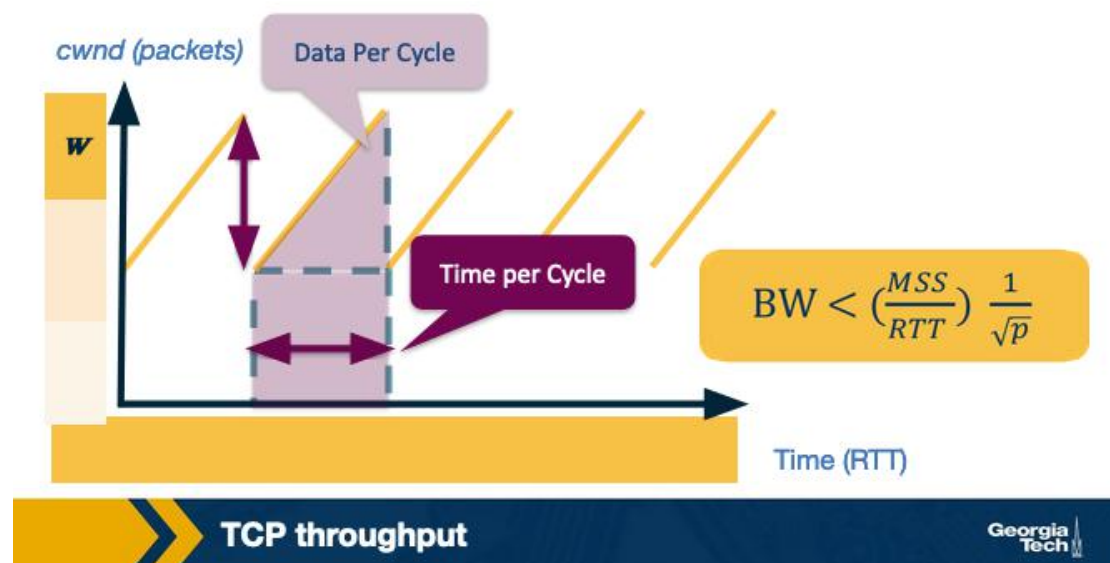 cwnd (packets)
Data Per Cycle
W
Time per Cycle
BW < (MSS/RTT) 1/√p
Time (RTT)
TCP throughput
Georgia
Tech